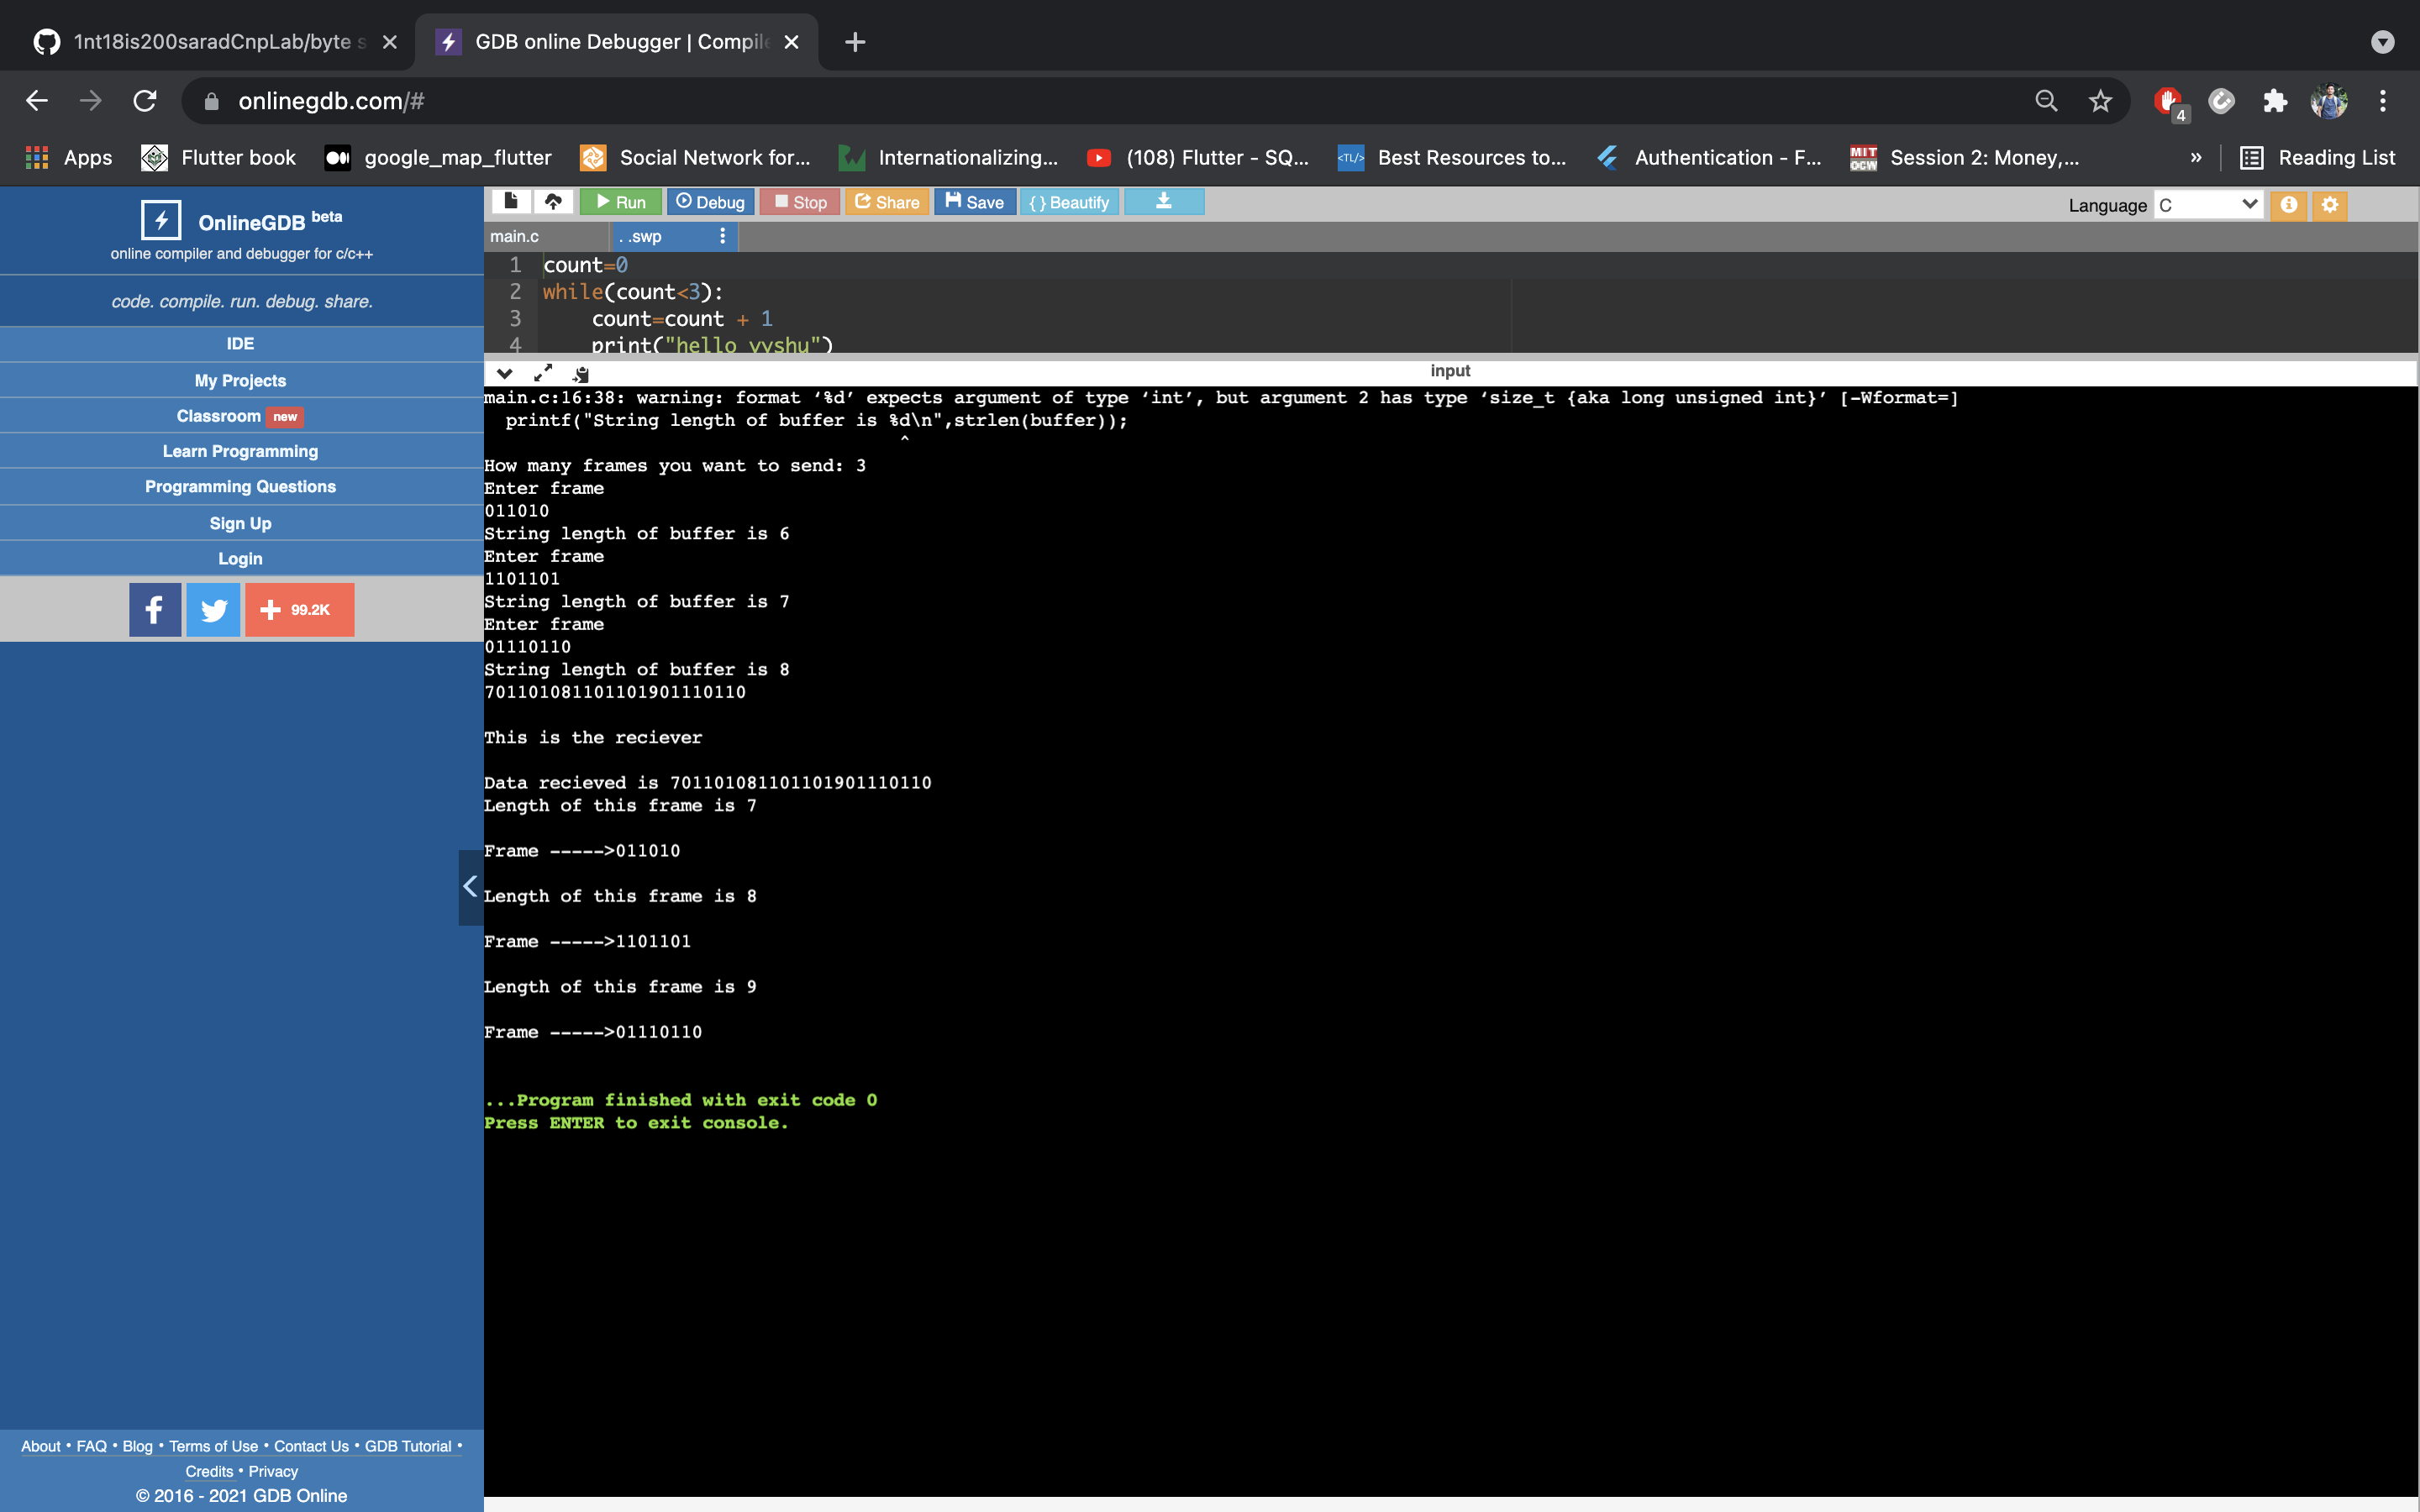 1nt18is200saradCnpLab/byte s
GDB online Debugger | Compile
onlinegdb.com/#
4
Apps
Flutter book
google_map_flutter
Social Network for...
Internationalizing...
(108) Flutter - SQ...
<TL/>
Best Resources to...
Authentication - F...
MIT
OCW
Session 2: Money,...
»
Reading List
OnlineGDB beta
online compiler and debugger for c/c++
code. compile. run. debug. share.
IDE
My Projects
Classroom new
Learn Programming
Programming Questions
Sign Up
Login
f
+ 99.2K
About • FAQ • Blog • Terms of Use • Contact Us • GDB Tutorial •
Credits • Privacy
© 2016 - 2021 GDB Online
Run
Debug
Stop
Share
Save
{ } Beautify
Language C
main.c
. .swp
1 count=0
2 while(count<3):
3 count=count + 1
4 print("hello vvshu")
input
main.c:16:38: warning: format ‘%d’ expects argument of type ‘int’, but argument 2 has type ‘size_t {aka long unsigned int}’ [-Wformat=]
printf("String length of buffer is %d\n",strlen(buffer));
^
How many frames you want to send: 3
Enter frame
011010
String length of buffer is 6
Enter frame
1101101
String length of buffer is 7
Enter frame
01110110
String length of buffer is 8
701101081101101901110110
This is the reciever
Data recieved is 701101081101101901110110
Length of this frame is 7
Frame ----->011010
Length of this frame is 8
Frame ----->1101101
Length of this frame is 9
Frame ----->01110110
...Program finished with exit code 0
Press ENTER to exit console.